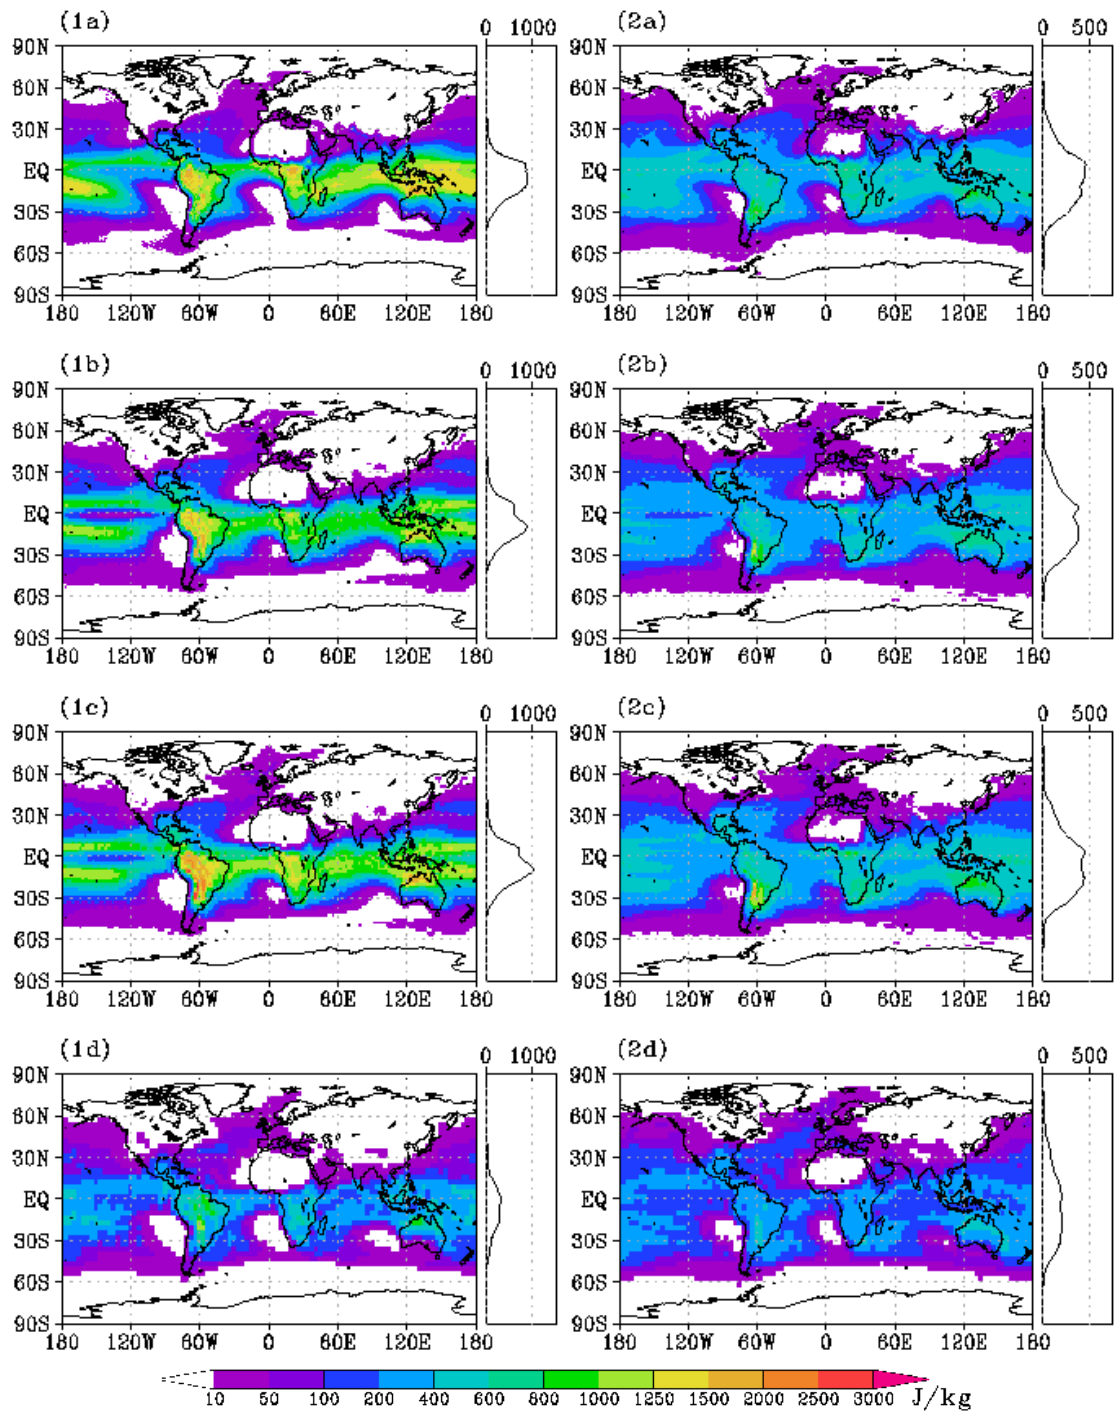 (1a) 0 1000 (2a) 0 500
90N 90N
60N 60N
30N 30N
EQ EQ
30S 30S
60S 60S
90S 90S
180 120W 60W 0 60E 120E 180 180 120W 60W 0 60E 120E 180
(1b) 0 1000 (2b) 0 500
90N 90N
60N 60N
30N 30N
EQ EQ
30S 30S
60S 60S
90S 90S
180 120W 60W 0 60E 120E 180 180 120W 60W 0 60E 120E 180
(1c) 0 1000 (2c) 0 500
90N 90N
60N 60N
30N 30N
EQ EQ
30S 30S
60S 60S
90S 90S
180 120W 60W 0 60E 120E 180 180 120W 60W 0 60E 120E 180
(1d) 0 1000 (2d) 0 500
90N 90N
60N 60N
30N 30N
EQ EQ
30S 30S
60S 60S
90S 90S
180 120W 60W 0 60E 120E 180 180 120W 60W 0 60E 120E 180
10 50 100 200 400 600 800 1000 1250 1500 2000 2500 3000 J/kg